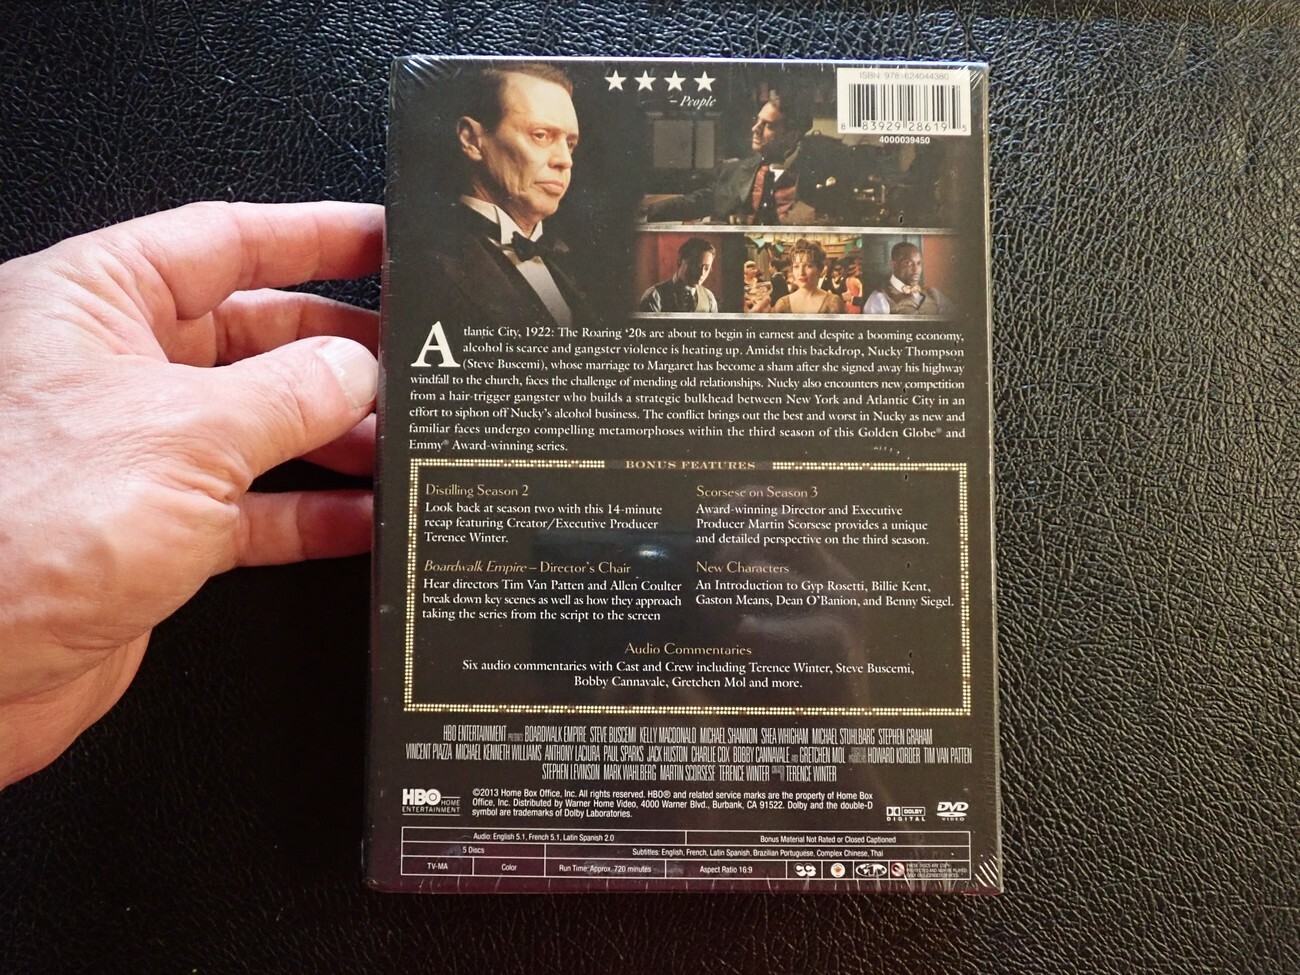 ★★★★
– People
8 83929 28619 5
4000039450
Atlantic City, 1922: The Roaring ‘20s are about to begin in earnest and despite a booming economy,
alcohol is scarce and gangster violence is heating up. Amidst this backdrop, Nucky Thompson
(Steve Buscemi), whose marriage to Margaret has become a sham after she signed away his highway
windfall to the church, faces the challenge of mending old relationships. Nucky also encounters new competition
from a hair-trigger gangster who builds a strategic bulkhead between New York and Atlantic City in an
effort to siphon off Nucky's alcohol business. The conflict brings out the best and worst in Nucky as new and
familiar faces undergo compelling metamorphoses within the third season of this Golden Globe® and
Emmy® Award-winning series.
BONUS FEATURES
Distilling Season 2
Look back at season two with this 14-minute
recap featuring Creator/Executive Producer
Terence Winter.
Scorsese on Season 3
Award-winning Director and Executive
Producer Martin Scorsese provides a unique
and detailed perspective on the third season.
Boardwalk Empire – Director's Chair
Hear directors Tim Van Patten and Allen Coulter
break down key scenes as well as how they approach
taking the series from the script to the screen
New Characters
An Introduction to Gyp Rosetti, Billie Kent,
Gaston Means, Dean O'Banion, and Benny Siegel.
Audio Commentaries
Six audio commentaries with Cast and Crew including Terence Winter, Steve Buscemi,
Bobby Cannavale, Gretchen Mol and more.
HBO ENTERTAINMENT PRESENTS BOARDWALK EMPIRE STEVE BUSCEMI KELLY MACDONALD MICHAEL SHANNON SHEA WHIGHAM MICHAEL STUHLBARG STEPHEN GRAHAM
VINCENT PIAZZA MICHAEL KENNETH WILLIAMS ANTHONY LACIURA PAUL SPARKS JACK HUSTON CHARLIE COX BOBBY CANNAVALE AND GRETCHEN MOL HOWARD KORDER TIM VAN PATTEN
STEPHEN LEVINSON MARK WAHLBERG MARTIN SCORSESE TERENCE WINTER TERENCE WINTER
HBO HOME
ENTERTAINMENT
©2013 Home Box Office, Inc. All rights reserved. HBO® and related service marks are the property of Home Box
Office, Inc. Distributed by Warner Home Video, 4000 Warner Blvd., Burbank, CA 91522. Dolby and the double-D
symbol are trademarks of Dolby Laboratories.
DOLBY
DIGITAL
DVD
VIDEO
Audio: English 5.1, French 5.1, Latin Spanish 2.0
Bonus Material Not Rated or Closed Captioned
5 Discs
Subtitles: English, French, Latin Spanish, Brazilian Portuguese, Complex Chinese, Thai
TV-MA
Color
Run Time: Approx. 720 minutes
Aspect Ratio 16:9